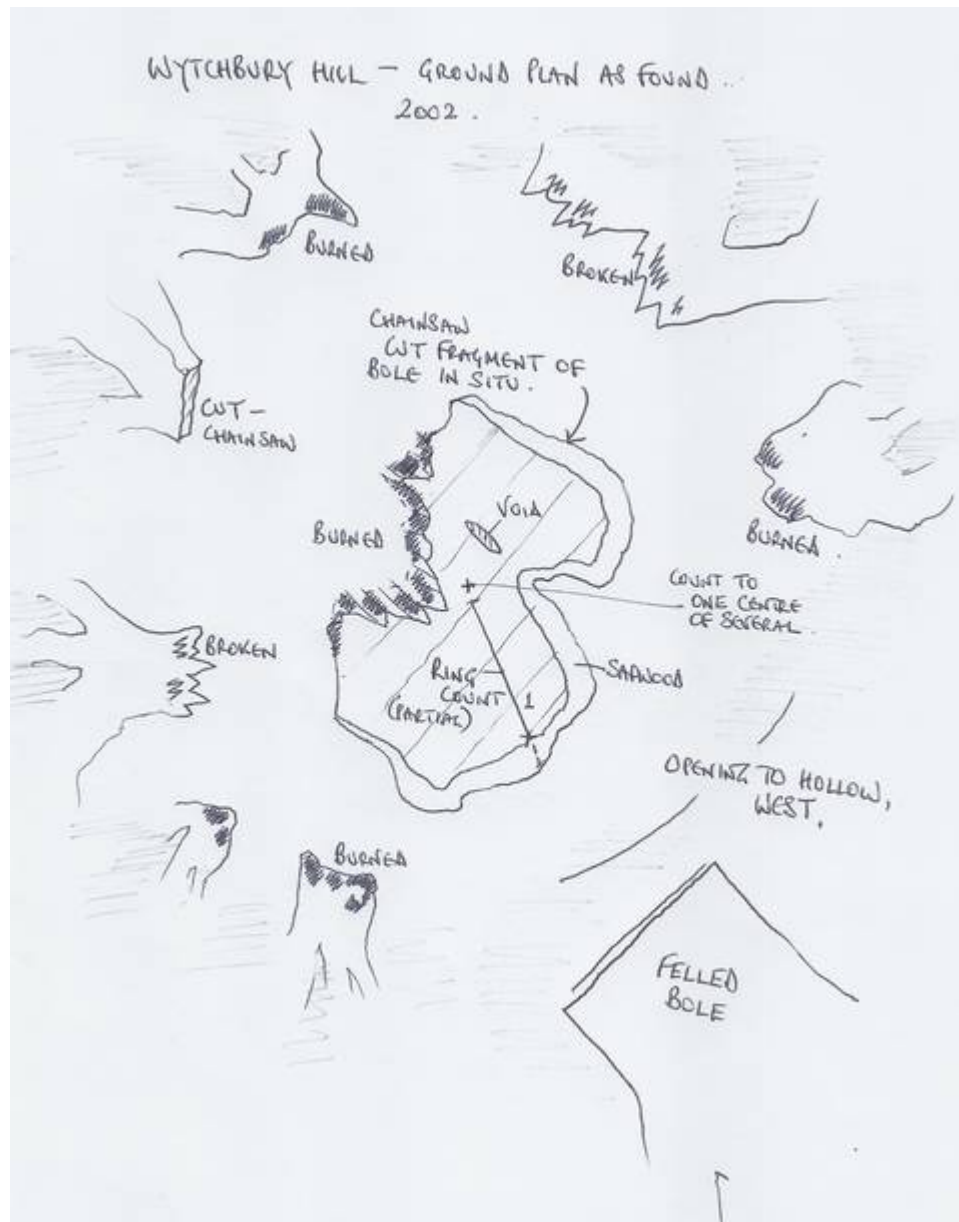 WYTCHBURY HILL — GROUND PLAN AS FOUND..
2002.
BURNED
BROKEN
CHAINSAW
CUT FRAGMENT OF
BOLE IN SITU.
CUT-
CHAINSAW
VOID
BURNED
BURNED.
COUNT TO
ONE CENTRE
OF SEVERAL.
BROKEN
RING
COUNT
(PARTIAL)
1
SAPWOOD
OPENING TO HOLLOW,
WEST.
BURNED
FELLED
BOLE